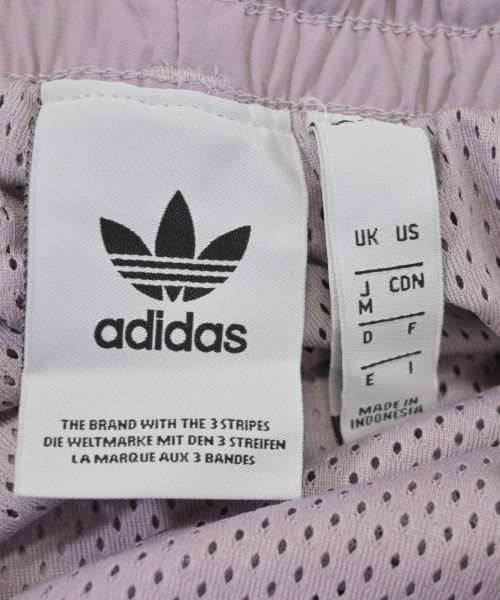 adidas
THE BRAND WITH THE 3 STRIPES
DIE WELTMARKE MIT DEN 3 STREIFEN
LA MARQUE AUX 3 BANDES
UK US
J CDN
M
D F
E I
MADE IN
INDONESIA